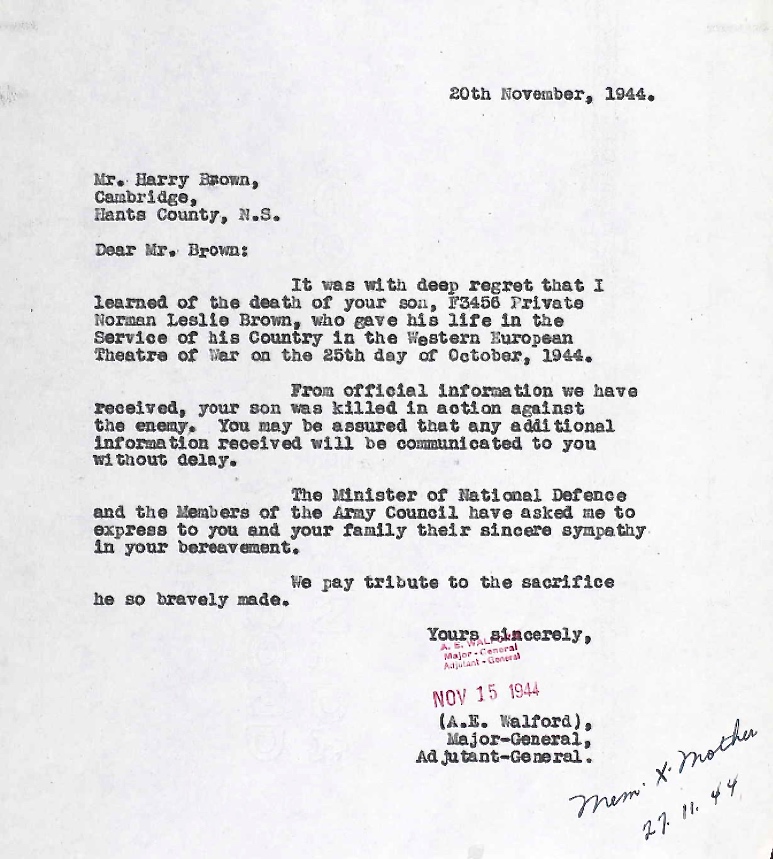 20th November, 1944.
Mr. Harry Brown,
Cambridge,
Hants County, N.S.
Dear Mr. Brown:
It was with deep regret that I
learned of the death of your son, F3456 Private
Norman Leslie Brown, who gave his life in the
Service of his Country in the Western European
Theatre of War on the 25th day of October, 1944.
From official information we have
received, your son was killed in action against
the enemy. You may be assured that any additional
information received will be communicated to you
without delay.
The Minister of National Defence
and the Members of the Army Council have asked me to
express to you and your family their sincere sympathy
in your bereavement.
We pay tribute to the sacrifice
he so bravely made.
Yours sincerely,
A. E. WALFORD
Major-General
Adjutant-General
NOV 15 1944
(A.E. Walford),
Major-General,
Adjutant-General.
Mem. X. Mother
27. 11. 44